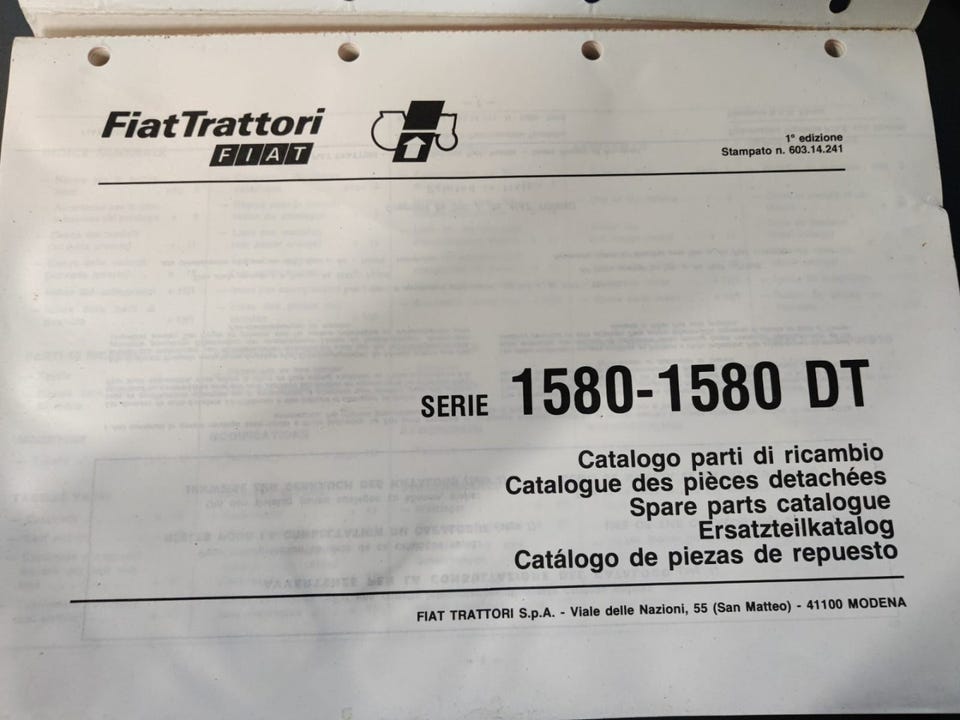 FiatTrattori
FIAT
1° edizione
Stampato n. 603.14.241
SERIE 1580-1580 DT
Catalogo parti di ricambio
Catalogue des pièces detachées
Spare parts catalogue
Ersatzteilkatalog
Catálogo de piezas de repuesto
FIAT TRATTORI S.p.A. - Viale delle Nazioni, 55 (San Matteo) - 41100 MODENA